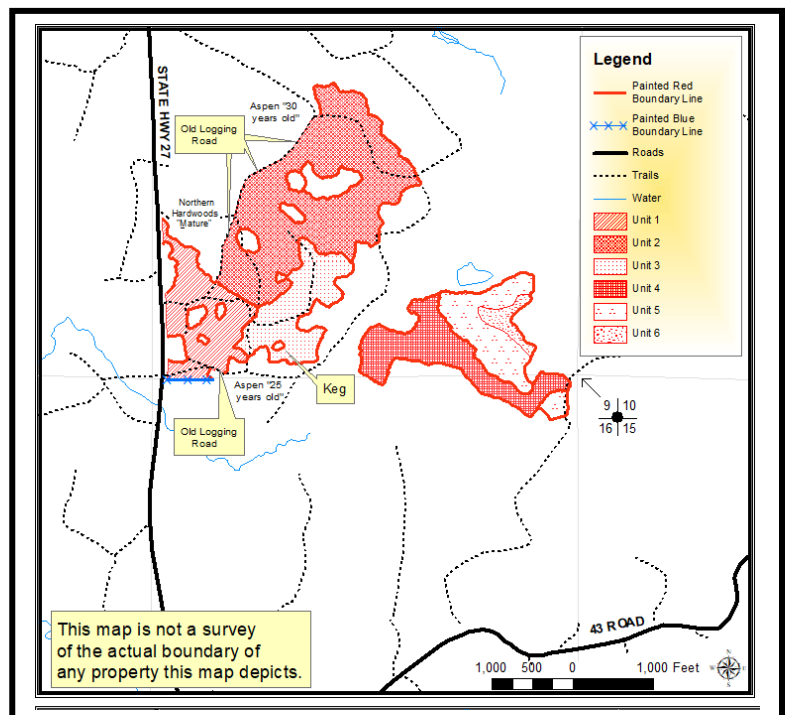 Legend
Painted Red
Boundary Line
Painted Blue
Boundary Line
Roads
Trails
Water
Unit 1
Unit 2
Unit 3
Unit 4
Unit 5
Unit 6
STATE HWY 27
Aspen "30
years old"
Old Logging
Road
Northern
Hardwoods
"Mature"
Aspen "25
years old"
Keg
Old Logging
Road
9 10
16 15
43 ROAD
This map is not a survey
of the actual boundary of
any property this map depicts.
1,000 500 0 1,000 Feet
N
W E
S